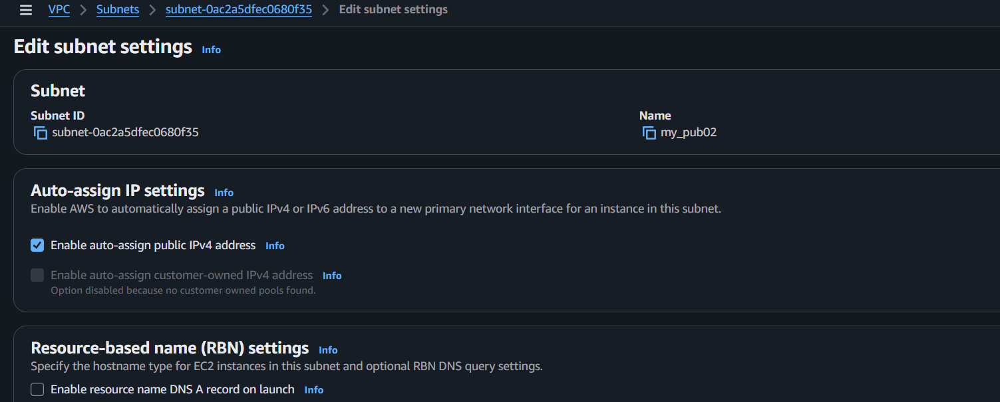 VPC > Subnets > subnet-0ac2a5dfec0680f35 > Edit subnet settings
Edit subnet settings Info
Subnet
Subnet ID Name
subnet-0ac2a5dfec0680f35 my_pub02
Auto-assign IP settings Info
Enable AWS to automatically assign a public IPv4 or IPv6 address to a new primary network interface for an instance in this subnet.
Enable auto-assign public IPv4 address Info
Enable auto-assign customer-owned IPv4 address Info
Option disabled because no customer owned pools found.
Resource-based name (RBN) settings Info
Specify the hostname type for EC2 instances in this subnet and optional RBN DNS query settings.
Enable resource name DNS A record on launch Info